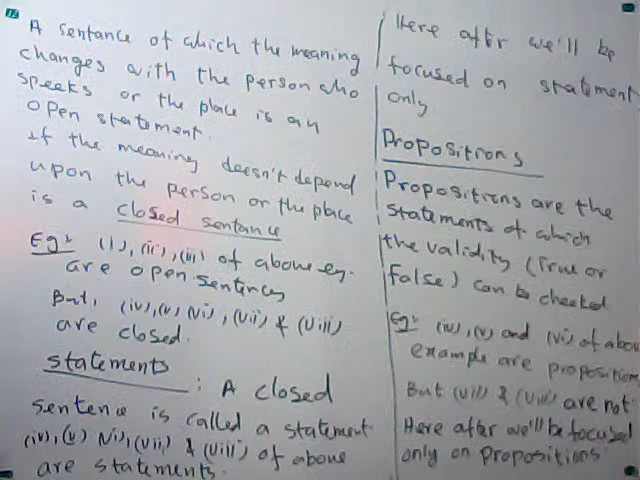 A sentance of which the meaning
changes with the person who
speeks or the place is an
open statement.
if the meaning doesn't depend
upon the person or the place
is a closed sentance
Eg: (i), (ii), (iii) of above eg.
are open sentences
But, (iv), (v) (vi), (vii) & (viii)
are closed.
statements : A closed
sentence is called a statement
(iv), (v) (vi), (vii) & (viii) of above
are statements.
Here after we'll be
focused on statement
only
Propositions
Propositions are the
statements of which
the validity (True or
false) can be checked
Eg: (iv), (v) and (vi) of abov
example are proposition
But (vii) & (viii) are not.
Here after we'll be focused
only on propositions.